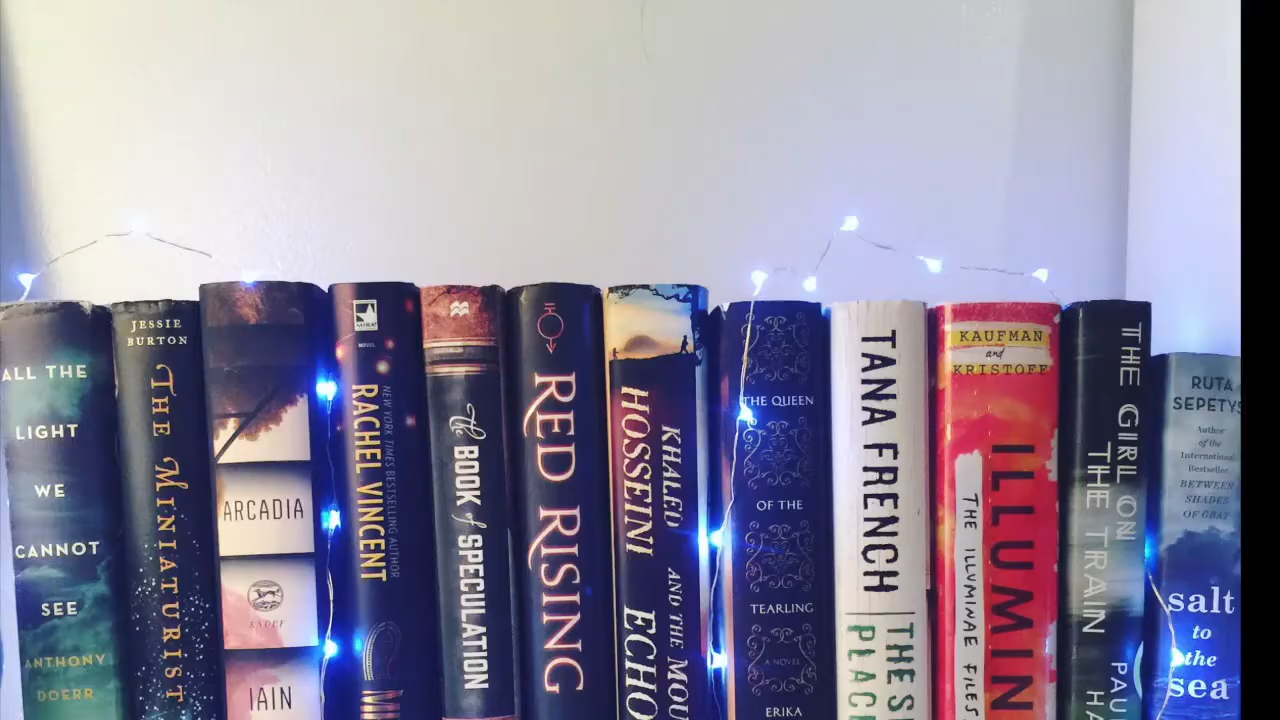 ALL THE
LIGHT
WE
CANNOT
SEE
ANTHONY
DOERR
JESSIE
BURTON
THE MINIATURIST
ARCADIA
KNOPF
IAIN
NOVEL
NEW YORK TIMES BESTSELLING AUTHOR
RACHEL VINCENT
The BOOK of SPECULATION
RED RISING
KHALED
HOSSEINI
AND THE MOU
ECHO
THE QUEEN
OF THE
TEARLING
A NOVEL
ERIKA
TANA FRENCH
THE S
PLAC
KAUFMAN
and
KRISTOFF
ILLUMIN
THE ILLUMINAE FILES
THE GIRL ON
THE TRAIN
PAU
HA
RUTA
SEPETYS
Author
of the
International
Bestseller
BETWEEN
SHADES
OF GRAY
salt
to
the
sea